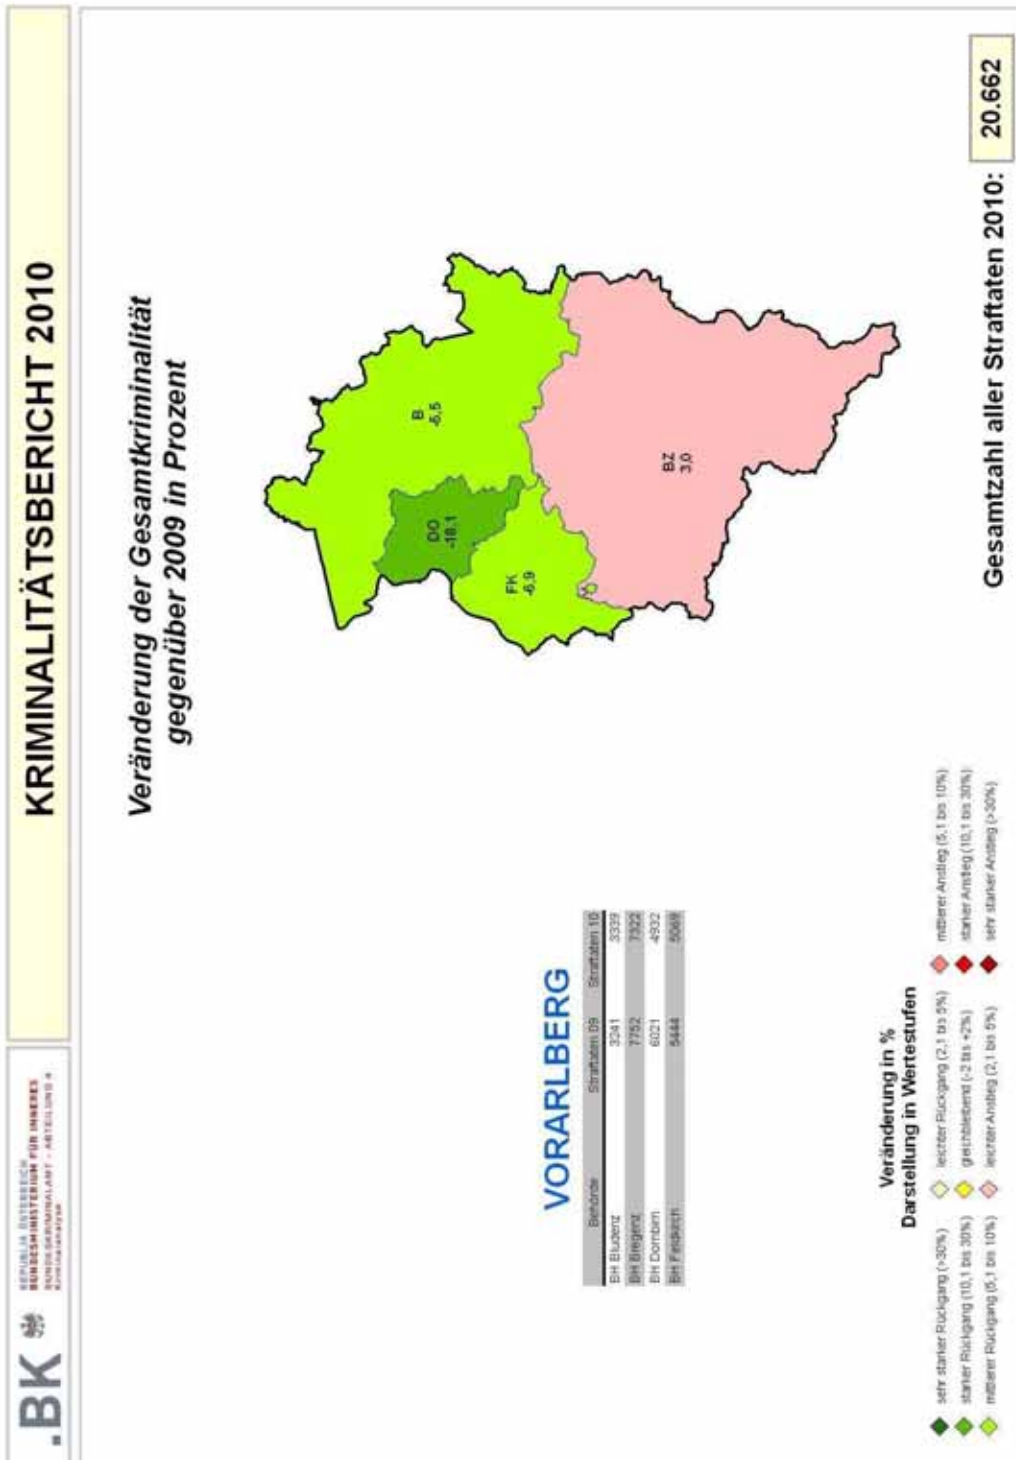 .BK
REPUBLIK ÖSTERREICH
BUNDESMINISTERIUM FÜR INNERES
BUNDESKRIMINALAMT - ABTEILUNG 4
Kriminalanalyse
KRIMINALITÄTSBERICHT 2010
Veränderung der Gesamtkriminalität
gegenüber 2009 in Prozent
VORARLBERG
Behörde Straftaten 09 Straftaten 10
BH Bludenz 3241 3339
BH Bregenz 7752 7322
BH Dornbirn 6021 4932
BH Feldkirch 5444 5069
B
DO
-18,1
FK
-6,9
BZ
3,0
Veränderung in %
Darstellung in Wertestufen
sehr starker Rückgang (>30%)
starker Rückgang (10,1 bis 30%)
mittlerer Rückgang (5,1 bis 10%)
leichter Rückgang (2,1 bis 5%)
gleichbleibend (-2 bis +2%)
leichter Anstieg (2,1 bis 5%)
mittlerer Anstieg (5,1 bis 10%)
starker Anstieg (10,1 bis 30%)
sehr starker Anstieg (>30%)
Gesamtzahl aller Straftaten 2010: 20.662